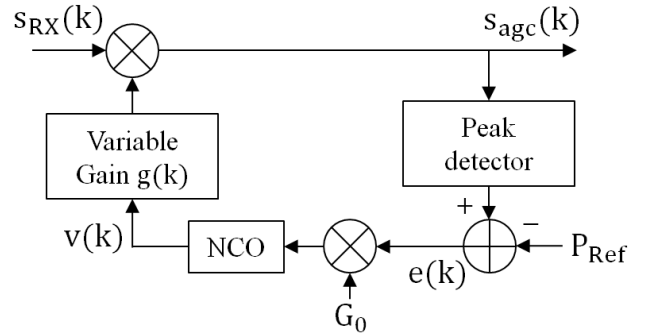 s_RX(k)
s_agc(k)
Variable
Gain g(k)
Peak
detector
+
−
v(k)
NCO
e(k)
P_Ref
G_0